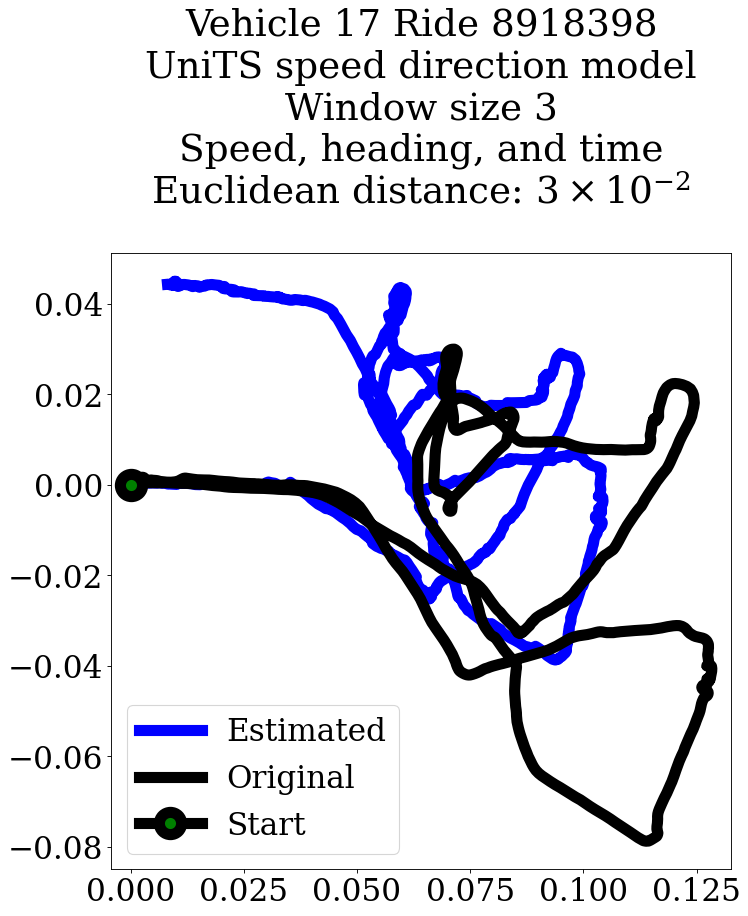 Vehicle 17 Ride 8918398
UniTS speed direction model
Window size 3
Speed, heading, and time
Euclidean distance: 3 × 10⁻²
0.04
0.02
0.00
−0.02
−0.04
−0.06
−0.08
Estimated
Original
Start
0.000 0.025 0.050 0.075 0.100 0.125